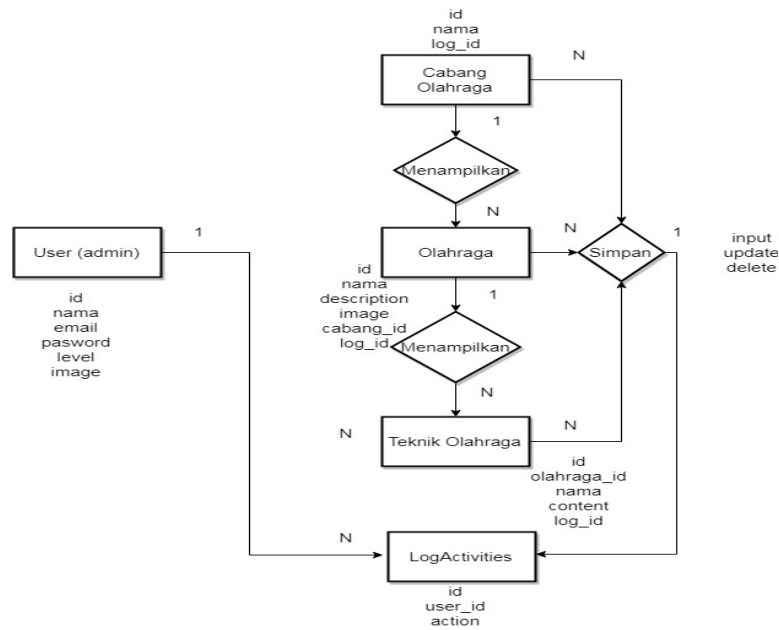 id
nama
log_id
Cabang
Olahraga
N
1
Menampilkan
N
User (admin)
1
Olahraga
N
Simpan
1
input
update
delete
id
nama
email
pasword
level
image
id
nama
description
image
cabang_id
log_id
1
Menampilkan
N
N
Teknik Olahraga
N
id
olahraga_id
nama
content
log_id
N
LogActivities
id
user_id
action